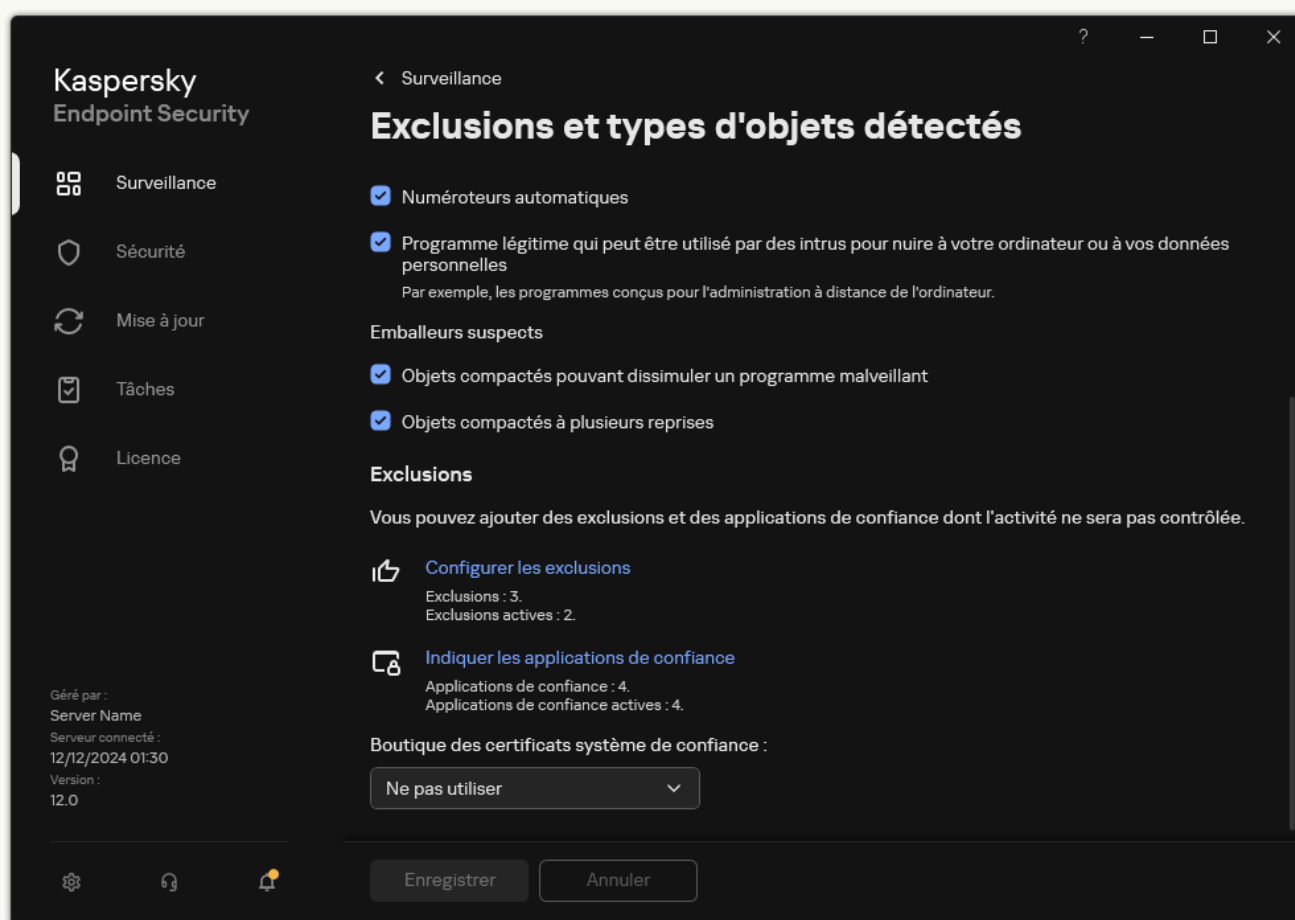 ?
Kaspersky
Endpoint Security
Surveillance
Sécurité
Mise à jour
Tâches
Licence
Géré par :
Server Name
Serveur connecté :
12/12/2024 01:30
Version :
12.0
Surveillance
Exclusions et types d'objets détectés
Numéroteurs automatiques
Programme légitime qui peut être utilisé par des intrus pour nuire à votre ordinateur ou à vos données
personnelles
Par exemple, les programmes conçus pour l'administration à distance de l'ordinateur.
Emballeurs suspects
Objets compactés pouvant dissimuler un programme malveillant
Objets compactés à plusieurs reprises
Exclusions
Vous pouvez ajouter des exclusions et des applications de confiance dont l'activité ne sera pas contrôlée.
Configurer les exclusions
Exclusions : 3.
Exclusions actives : 2.
Indiquer les applications de confiance
Applications de confiance : 4.
Applications de confiance actives : 4.
Boutique des certificats système de confiance :
Ne pas utiliser
Enregistrer
Annuler